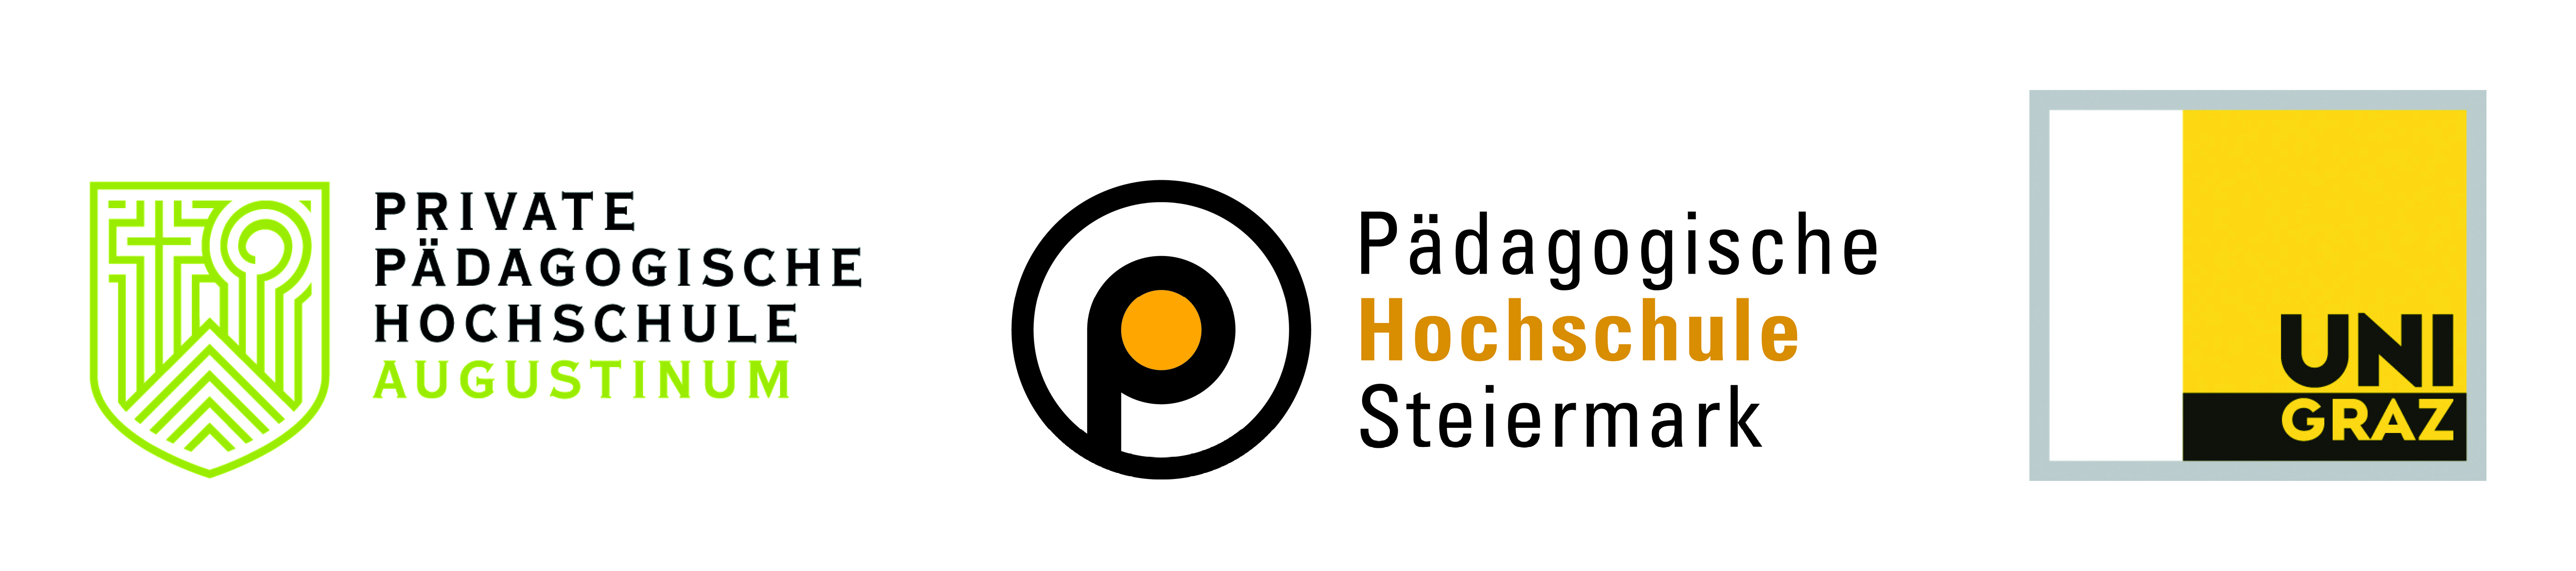 PRIVATE
PÄDAGOGISCHE
HOCHSCHULE
AUGUSTINUM
Pädagogische
Hochschule
Steiermark
UNI
GRAZ